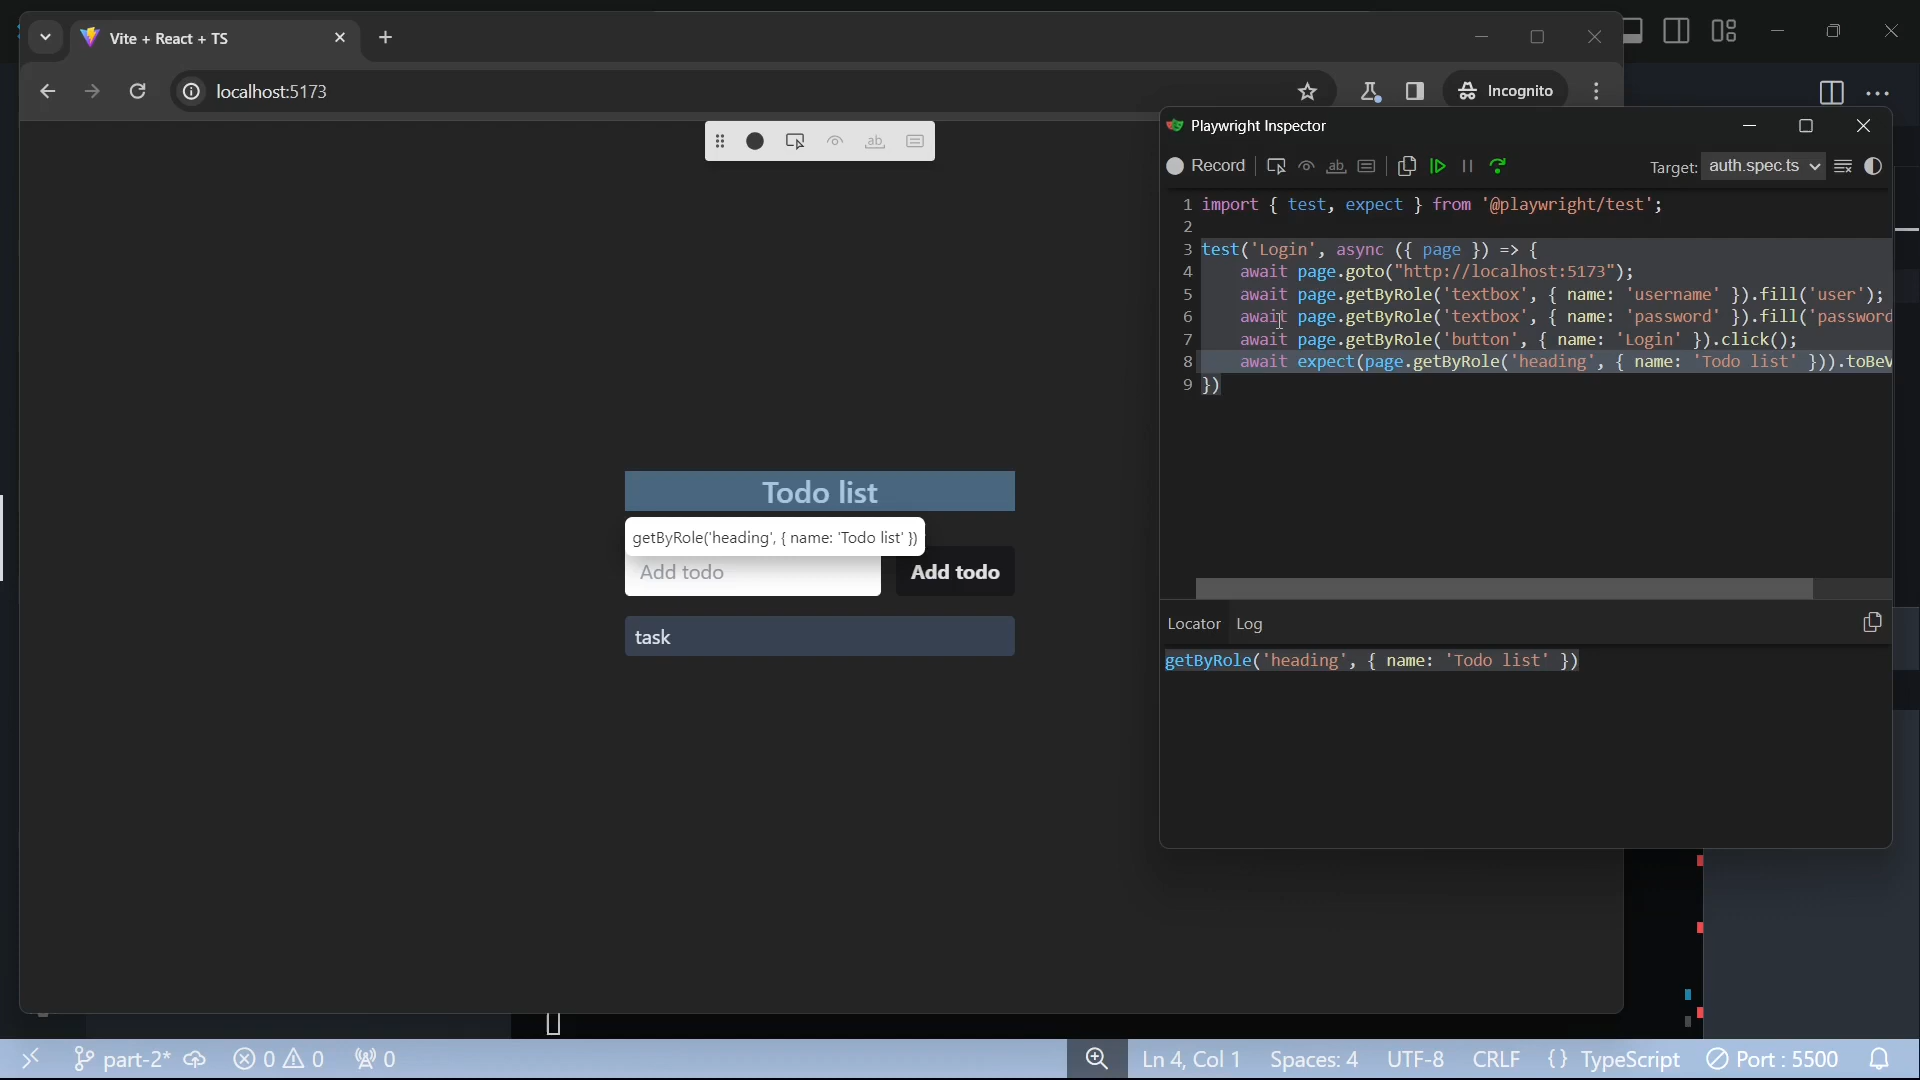 Vite + React + TS
localhost:5173
Incognito
ab
Playwright Inspector
Record
ab
Target:
auth.spec.ts
1 import { test, expect } from '@playwright/test';
2
3 test('Login', async ({ page }) => {
4 await page.goto("http://localhost:5173");
5 await page.getByRole('textbox', { name: 'username' }).fill('user');
6 await page.getByRole('textbox', { name: 'password' }).fill('password
7 await page.getByRole('button', { name: 'Login' }).click();
8 await expect(page.getByRole('heading', { name: 'Todo list' })).toBeV
9 })
Todo list
getByRole('heading', { name: 'Todo list' })
Add todo
Add todo
task
Locator
Log
getByRole('heading', { name: 'Todo list' })
part-2*
0
0
0
Ln 4, Col 1
Spaces: 4
UTF-8
CRLF
{ } TypeScript
Port : 5500